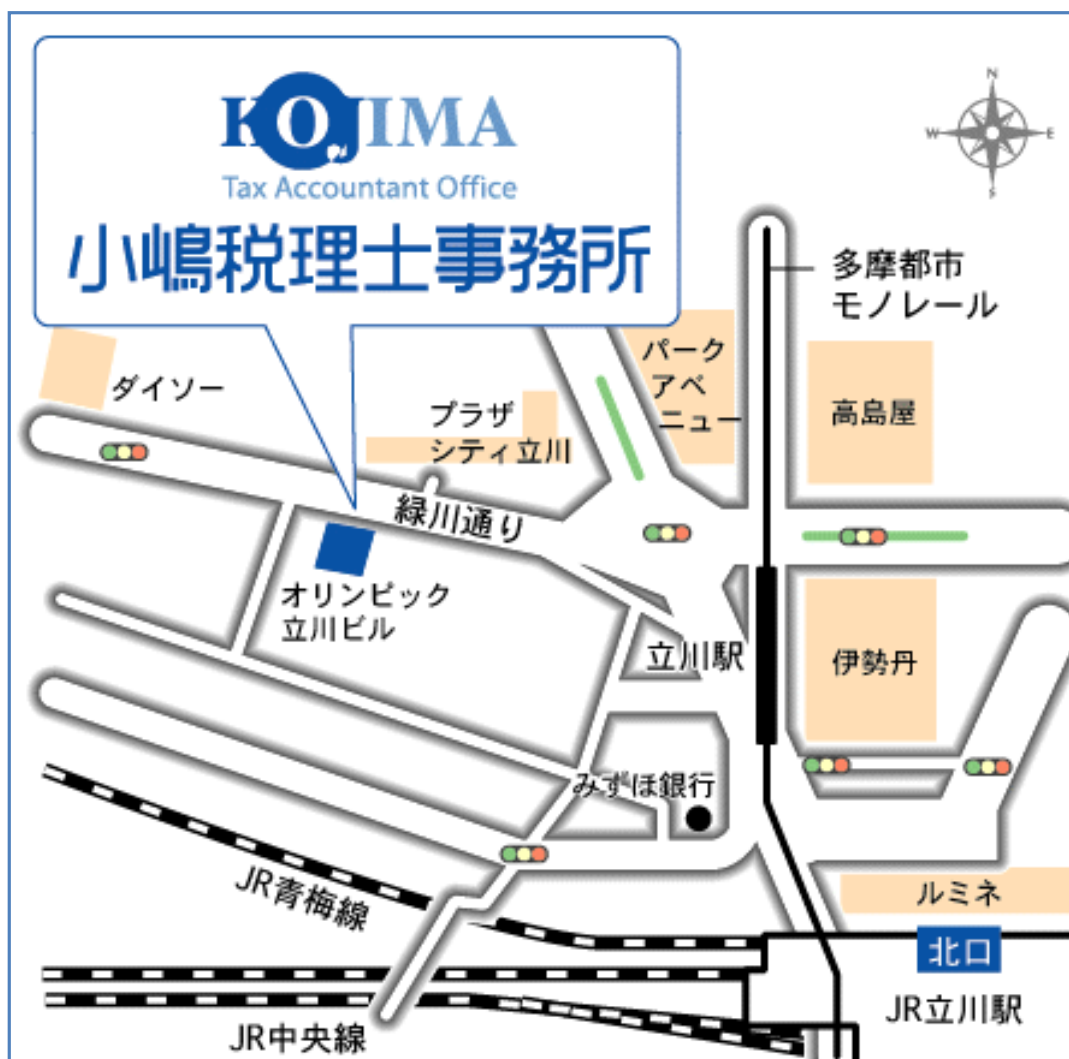 KOJIMA
Tax Accountant Office
小嶋税理士事務所
N
W
E
S
多摩都市
モノレール
ダイソー
プラザ
シティ立川
パーク
アベ
ニュー
高島屋
緑川通り
オリンピック
立川ビル
立川駅
伊勢丹
みずほ銀行
JR青梅線
ルミネ
北口
JR立川駅
JR中央線